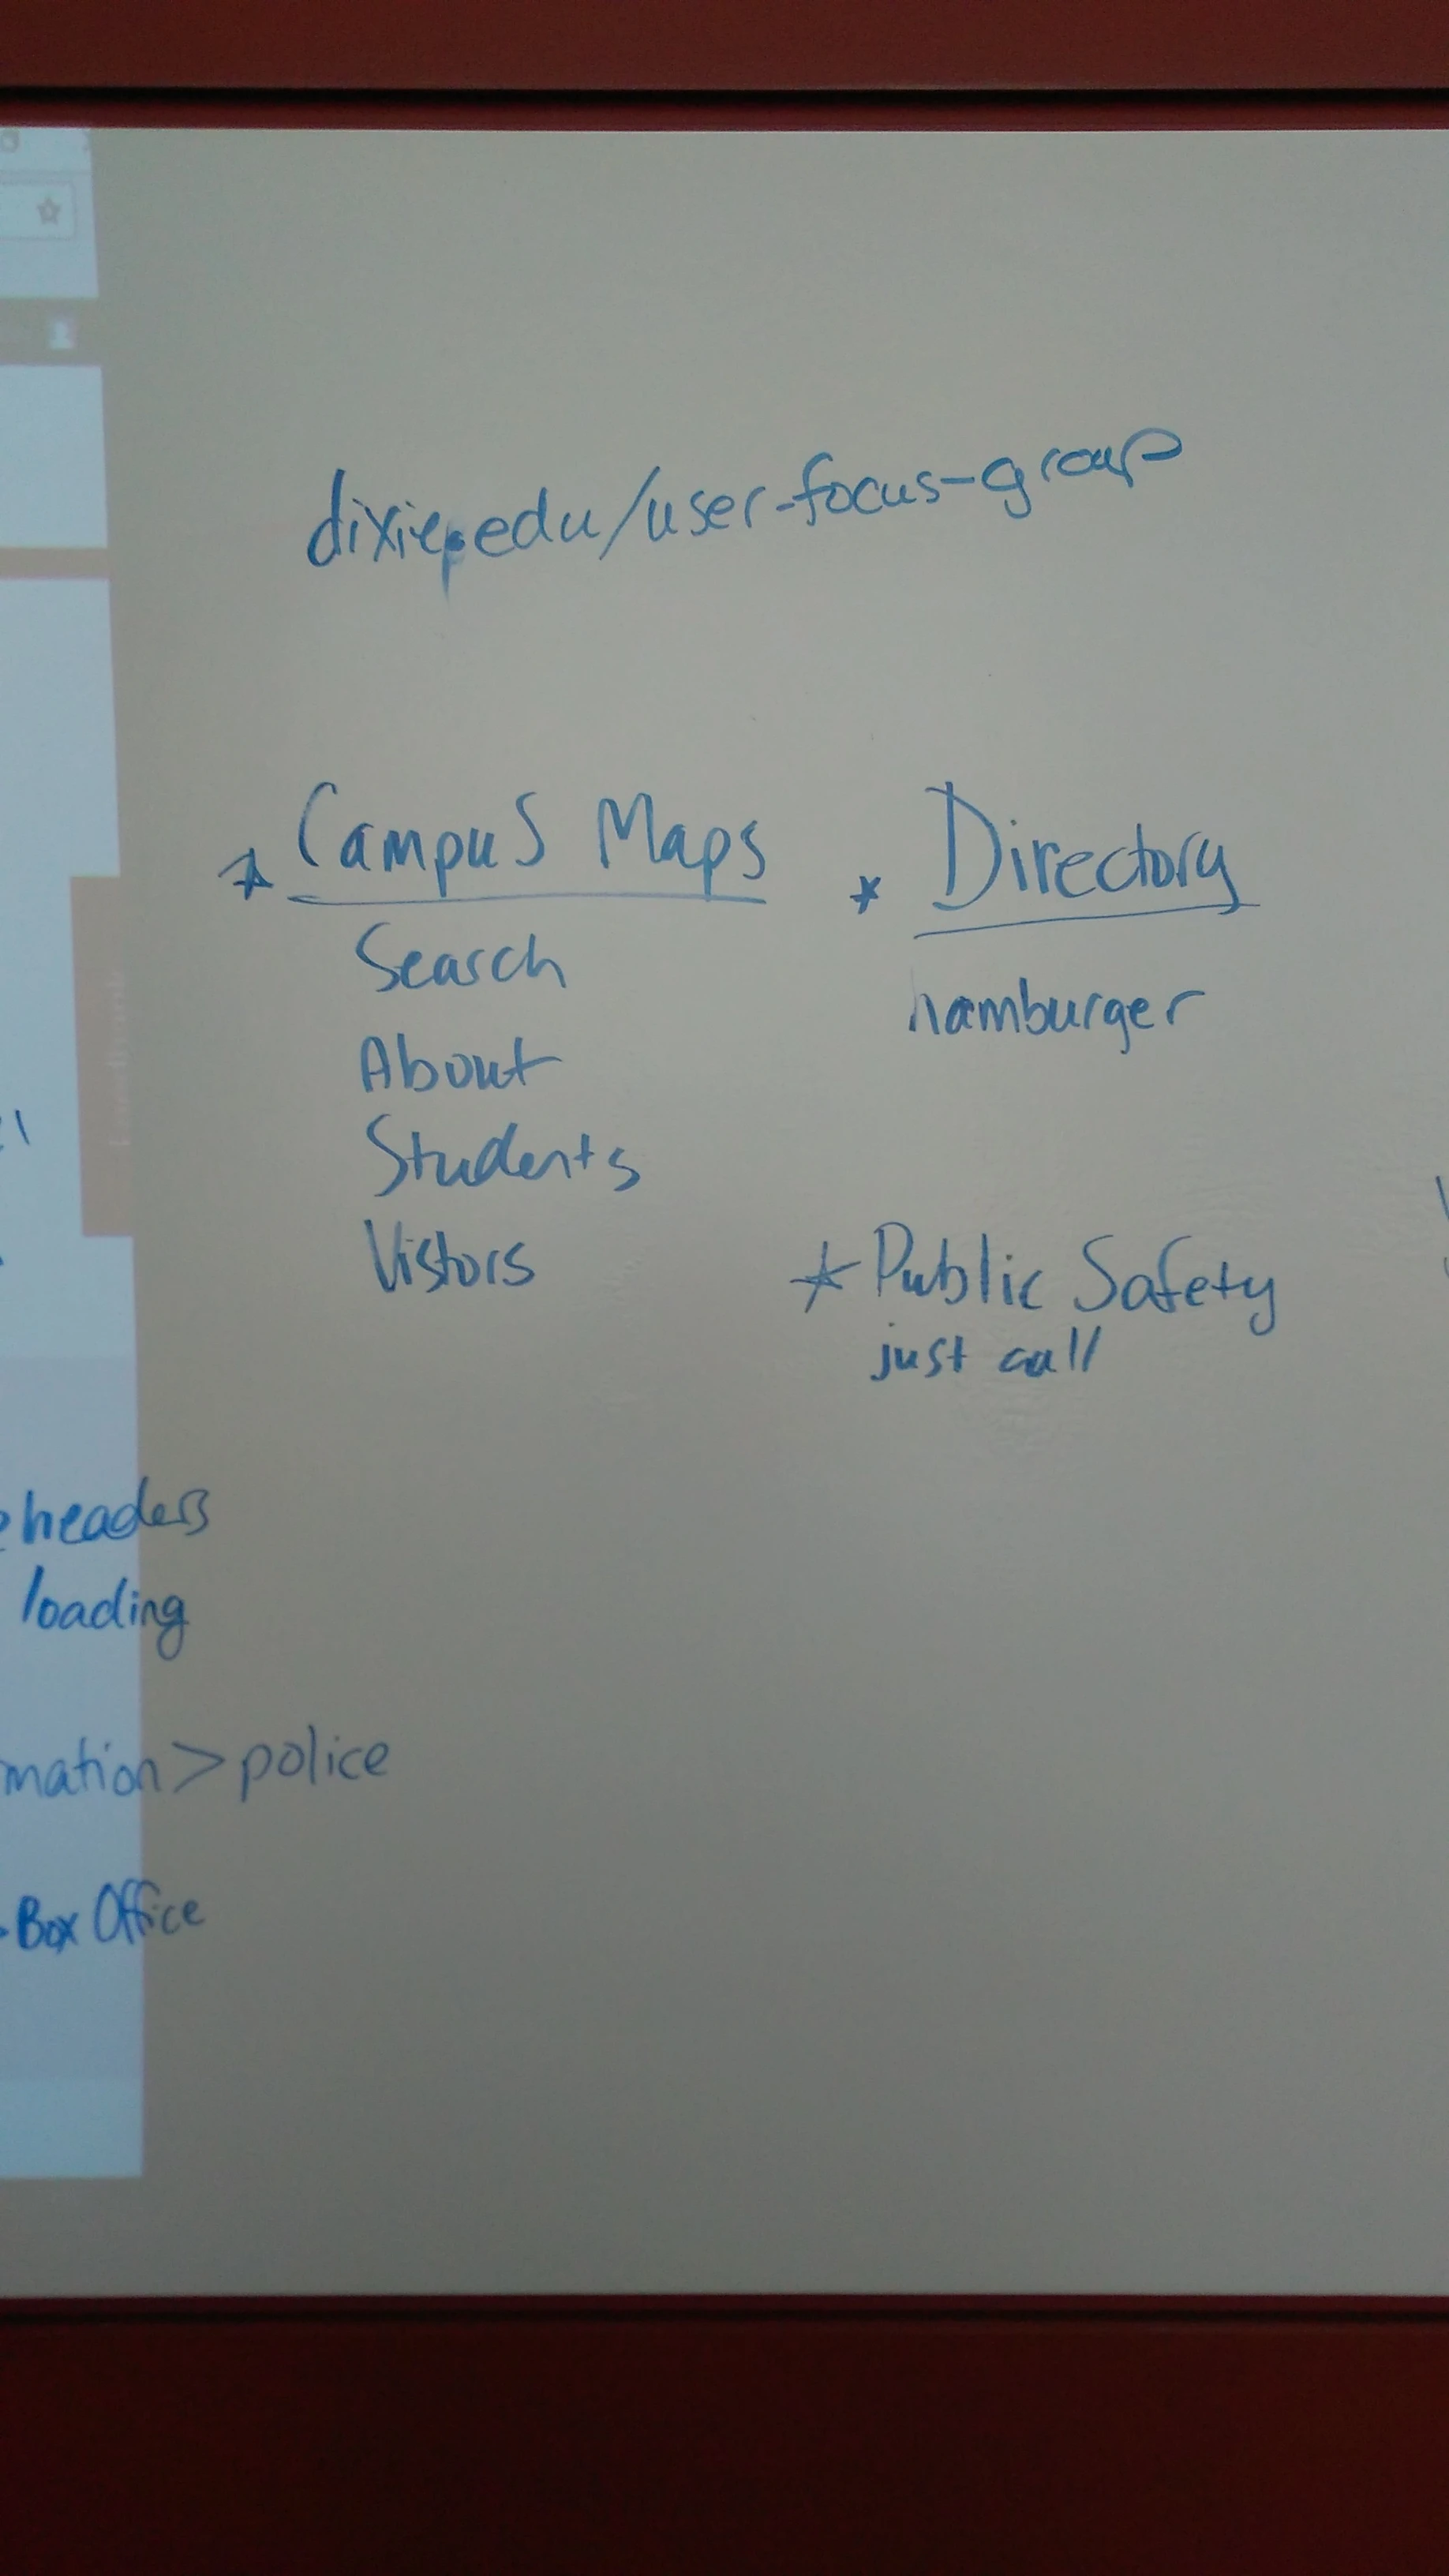 dixie.edu/user-focus-group
* Campus Maps
Search
About
Students
Vistors
* Directory
hamburger
* Public Safety
just call
headers
loading
mation > police
Box Office